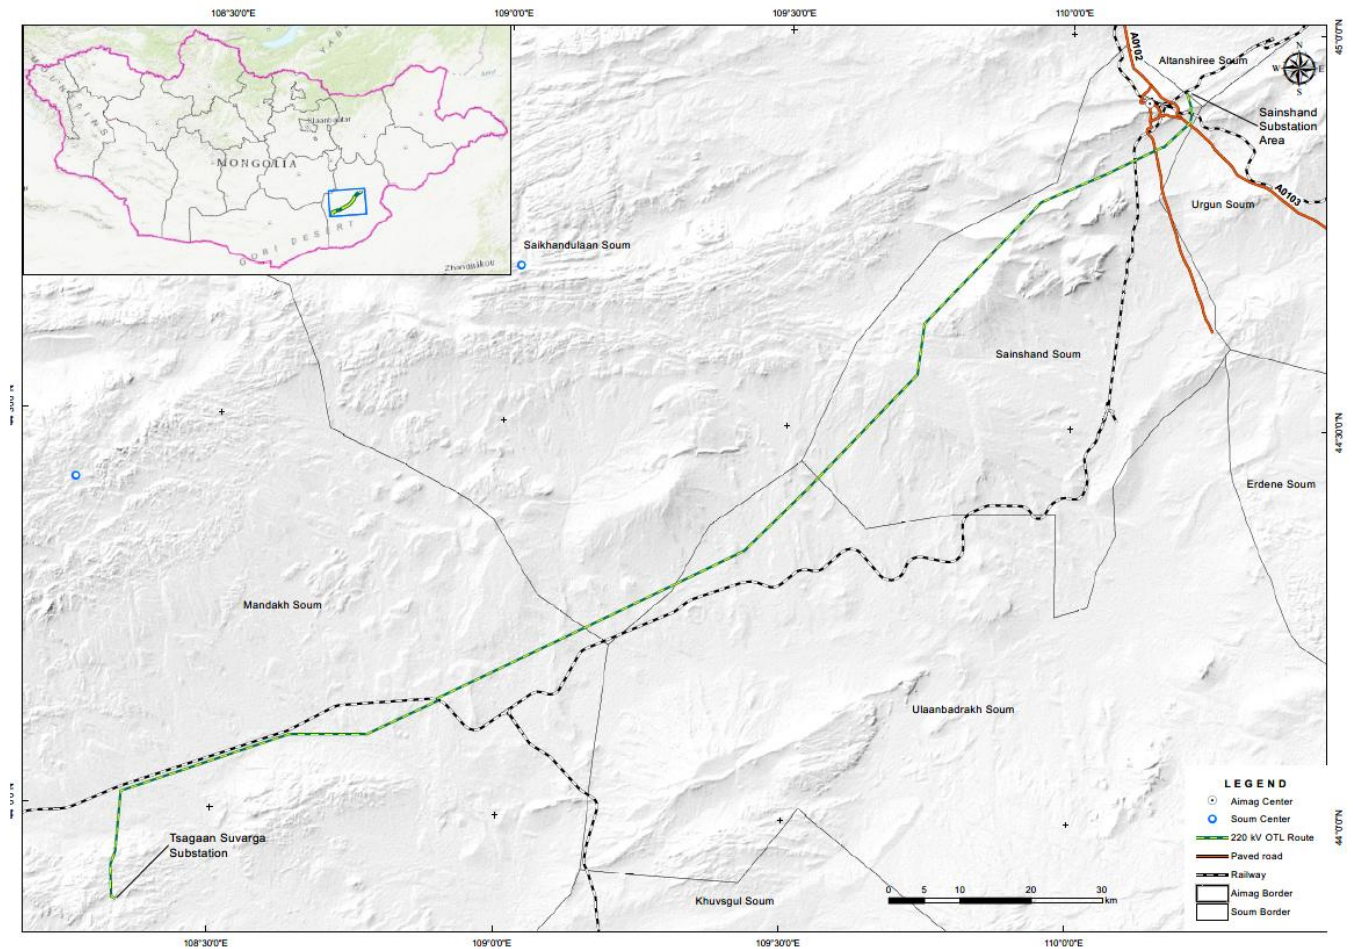 108°30'0"E
109°0'0"E
109°30'0"E
110°0'0"E
45°0'0"N
MOUNTAINS
YAB
Ulaanbaatar
MONGOLIA
GOBI DESERT
A0102
Altanshiree Soum
N
W
E
S
Sainshand
Substation
Area
A0103
Urgun Soum
Saikhandulaan Soum
Sainshand Soum
44°30'0"N
Erdene Soum
Mandakh Soum
Ulaanbadrakh Soum
Tsagaan Suvarga
Substation
Khuvsgul Soum
44°0'0"N
0 5 10 20 30
km
LEGEND
Aimag Center
Soum Center
220 kV OTL Route
Paved road
Railway
Aimag Border
Soum Border
108°30'0"E
109°0'0"E
109°30'0"E
110°0'0"E